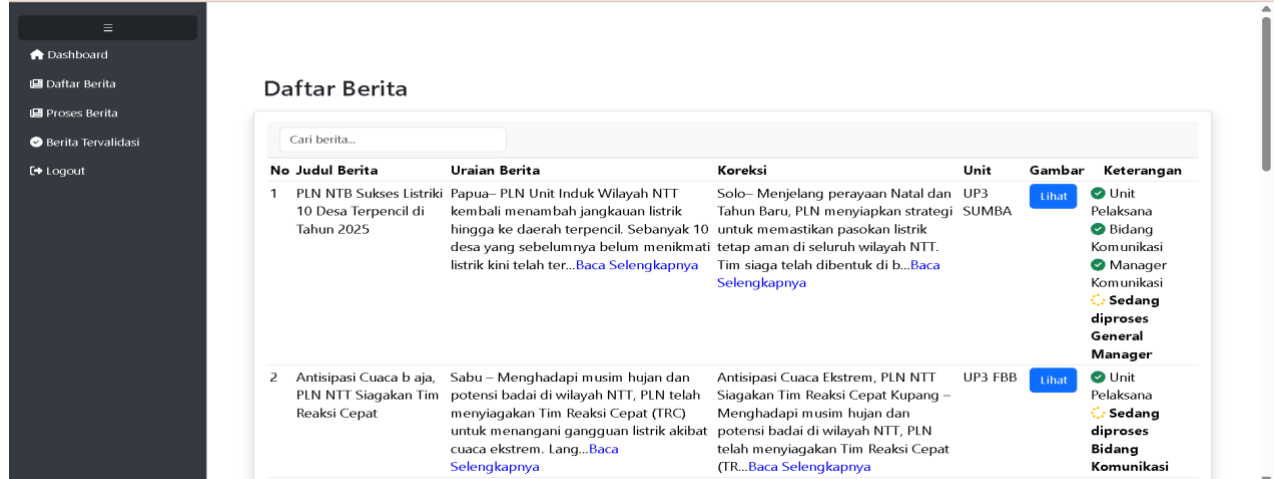 Dashboard
Daftar Berita
Proses Berita
Berita Tervalidasi
Logout
Daftar Berita
Cari berita...
No Judul Berita Uraian Berita Koreksi Unit Gambar Keterangan
1
PLN NTB Sukses Listriki
10 Desa Terpencil di
Tahun 2025
Papua– PLN Unit Induk Wilayah NTT
kembali menambah jangkauan listrik
hingga ke daerah terpencil. Sebanyak 10
desa yang sebelumnya belum menikmati
listrik kini telah ter...Baca Selengkapnya
Solo– Menjelang perayaan Natal dan
Tahun Baru, PLN menyiapkan strategi
untuk memastikan pasokan listrik
tetap aman di seluruh wilayah NTT.
Tim siaga telah dibentuk di b...Baca
Selengkapnya
UP3
SUMBA
Lihat
Unit
Pelaksana
Bidang
Komunikasi
Manager
Komunikasi
Sedang
diproses
General
Manager
2
Antisipasi Cuaca b aja,
PLN NTT Siagakan Tim
Reaksi Cepat
Sabu – Menghadapi musim hujan dan
potensi badai di wilayah NTT, PLN telah
menyiagakan Tim Reaksi Cepat (TRC)
untuk menangani gangguan listrik akibat
cuaca ekstrem. Lang...Baca
Selengkapnya
Antisipasi Cuaca Ekstrem, PLN NTT
Siagakan Tim Reaksi Cepat Kupang –
Menghadapi musim hujan dan
potensi badai di wilayah NTT, PLN
telah menyiagakan Tim Reaksi Cepat
(TR...Baca Selengkapnya
UP3 FBB
Lihat
Unit
Pelaksana
Sedang
diproses
Bidang
Komunikasi